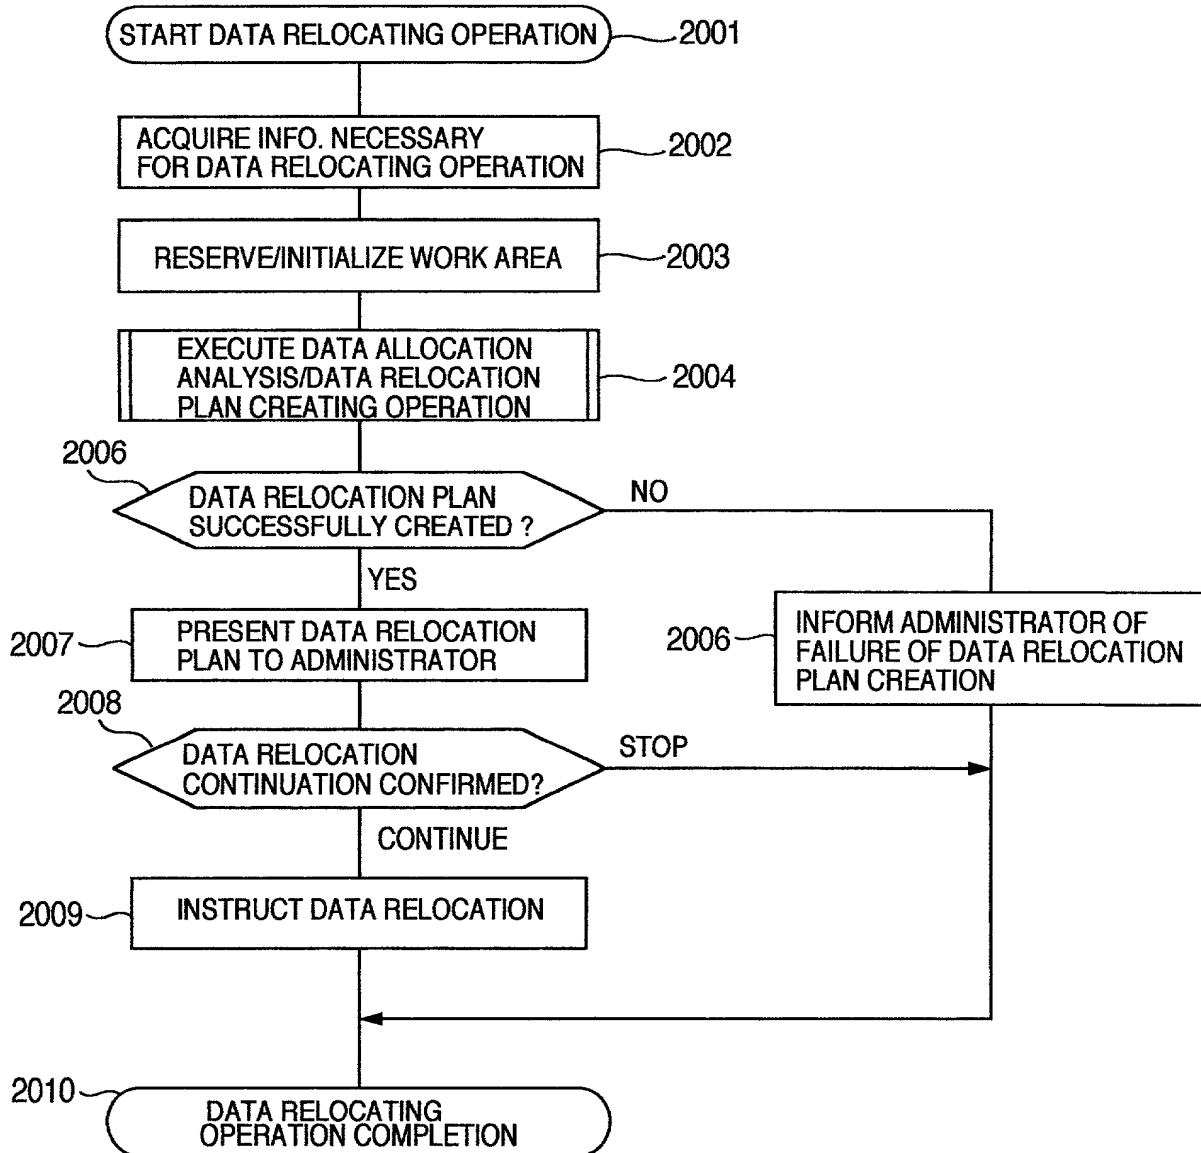 START DATA RELOCATING OPERATION
2001
ACQUIRE INFO. NECESSARY
FOR DATA RELOCATING OPERATION
2002
RESERVE/INITIALIZE WORK AREA
2003
EXECUTE DATA ALLOCATION
ANALYSIS/DATA RELOCATION
PLAN CREATING OPERATION
2004
2006
DATA RELOCATION PLAN
SUCCESSFULLY CREATED ?
NO
YES
2007
PRESENT DATA RELOCATION
PLAN TO ADMINISTRATOR
2006
INFORM ADMINISTRATOR OF
FAILURE OF DATA RELOCATION
PLAN CREATION
2008
DATA RELOCATION
CONTINUATION CONFIRMED?
STOP
CONTINUE
2009
INSTRUCT DATA RELOCATION
2010
DATA RELOCATING
OPERATION COMPLETION